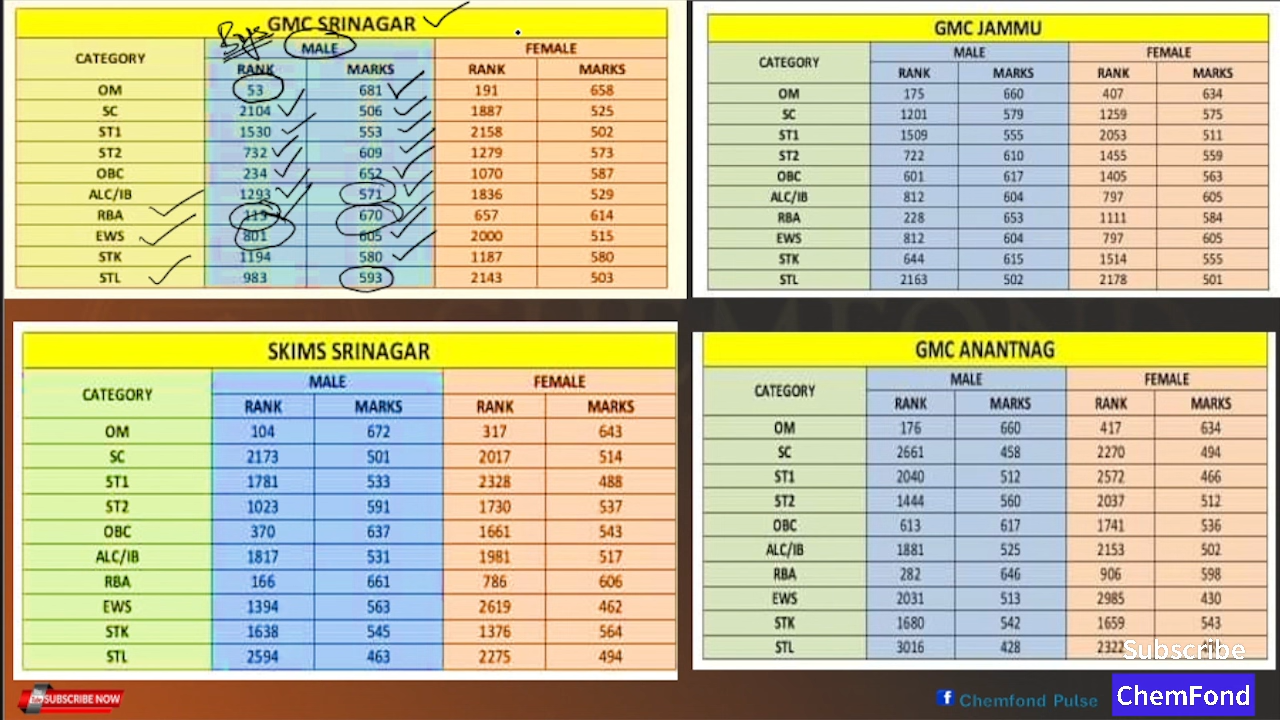 GMC SRINAGAR
Boys
CATEGORY MALE FEMALE
RANK MARKS RANK MARKS
OM 53 681 191 658
SC 2104 506 1887 525
ST1 1530 553 2158 502
ST2 732 609 1279 573
OBC 234 652 1070 587
ALC/IB 1293 571 1836 529
RBA 670 657 614
EWS 801 605 2000 515
STK 1194 580 1187 580
STL 983 593 2143 503
GMC JAMMU
CATEGORY MALE FEMALE
RANK MARKS RANK MARKS
OM 175 660 407 634
SC 1201 579 1259 575
ST1 1509 555 2053 511
ST2 722 610 1455 559
OBC 601 617 1405 563
ALC/IB 812 604 797 605
RBA 228 653 1111 584
EWS 812 604 797 605
STK 644 615 1514 555
STL 2163 502 2178 501
SKIMS SRINAGAR
CATEGORY MALE FEMALE
RANK MARKS RANK MARKS
OM 104 672 317 643
SC 2173 501 2017 514
ST1 1781 533 2328 488
ST2 1023 591 1730 537
OBC 370 637 1661 543
ALC/IB 1817 531 1981 517
RBA 166 661 786 606
EWS 1394 563 2619 462
STK 1638 545 1376 564
STL 2594 463 2275 494
GMC ANANTNAG
CATEGORY MALE FEMALE
RANK MARKS RANK MARKS
OM 176 660 417 634
SC 2661 458 2270 494
ST1 2040 512 2572 466
ST2 1444 560 2037 512
OBC 613 617 1741 536
ALC/IB 1881 525 2153 502
RBA 282 646 906 598
EWS 2031 513 2985 430
STK 1680 542 1659 543
STL 3016 428
Subscribe
ChemFond
SUBSCRIBE NOW
f Chemfond Pulse